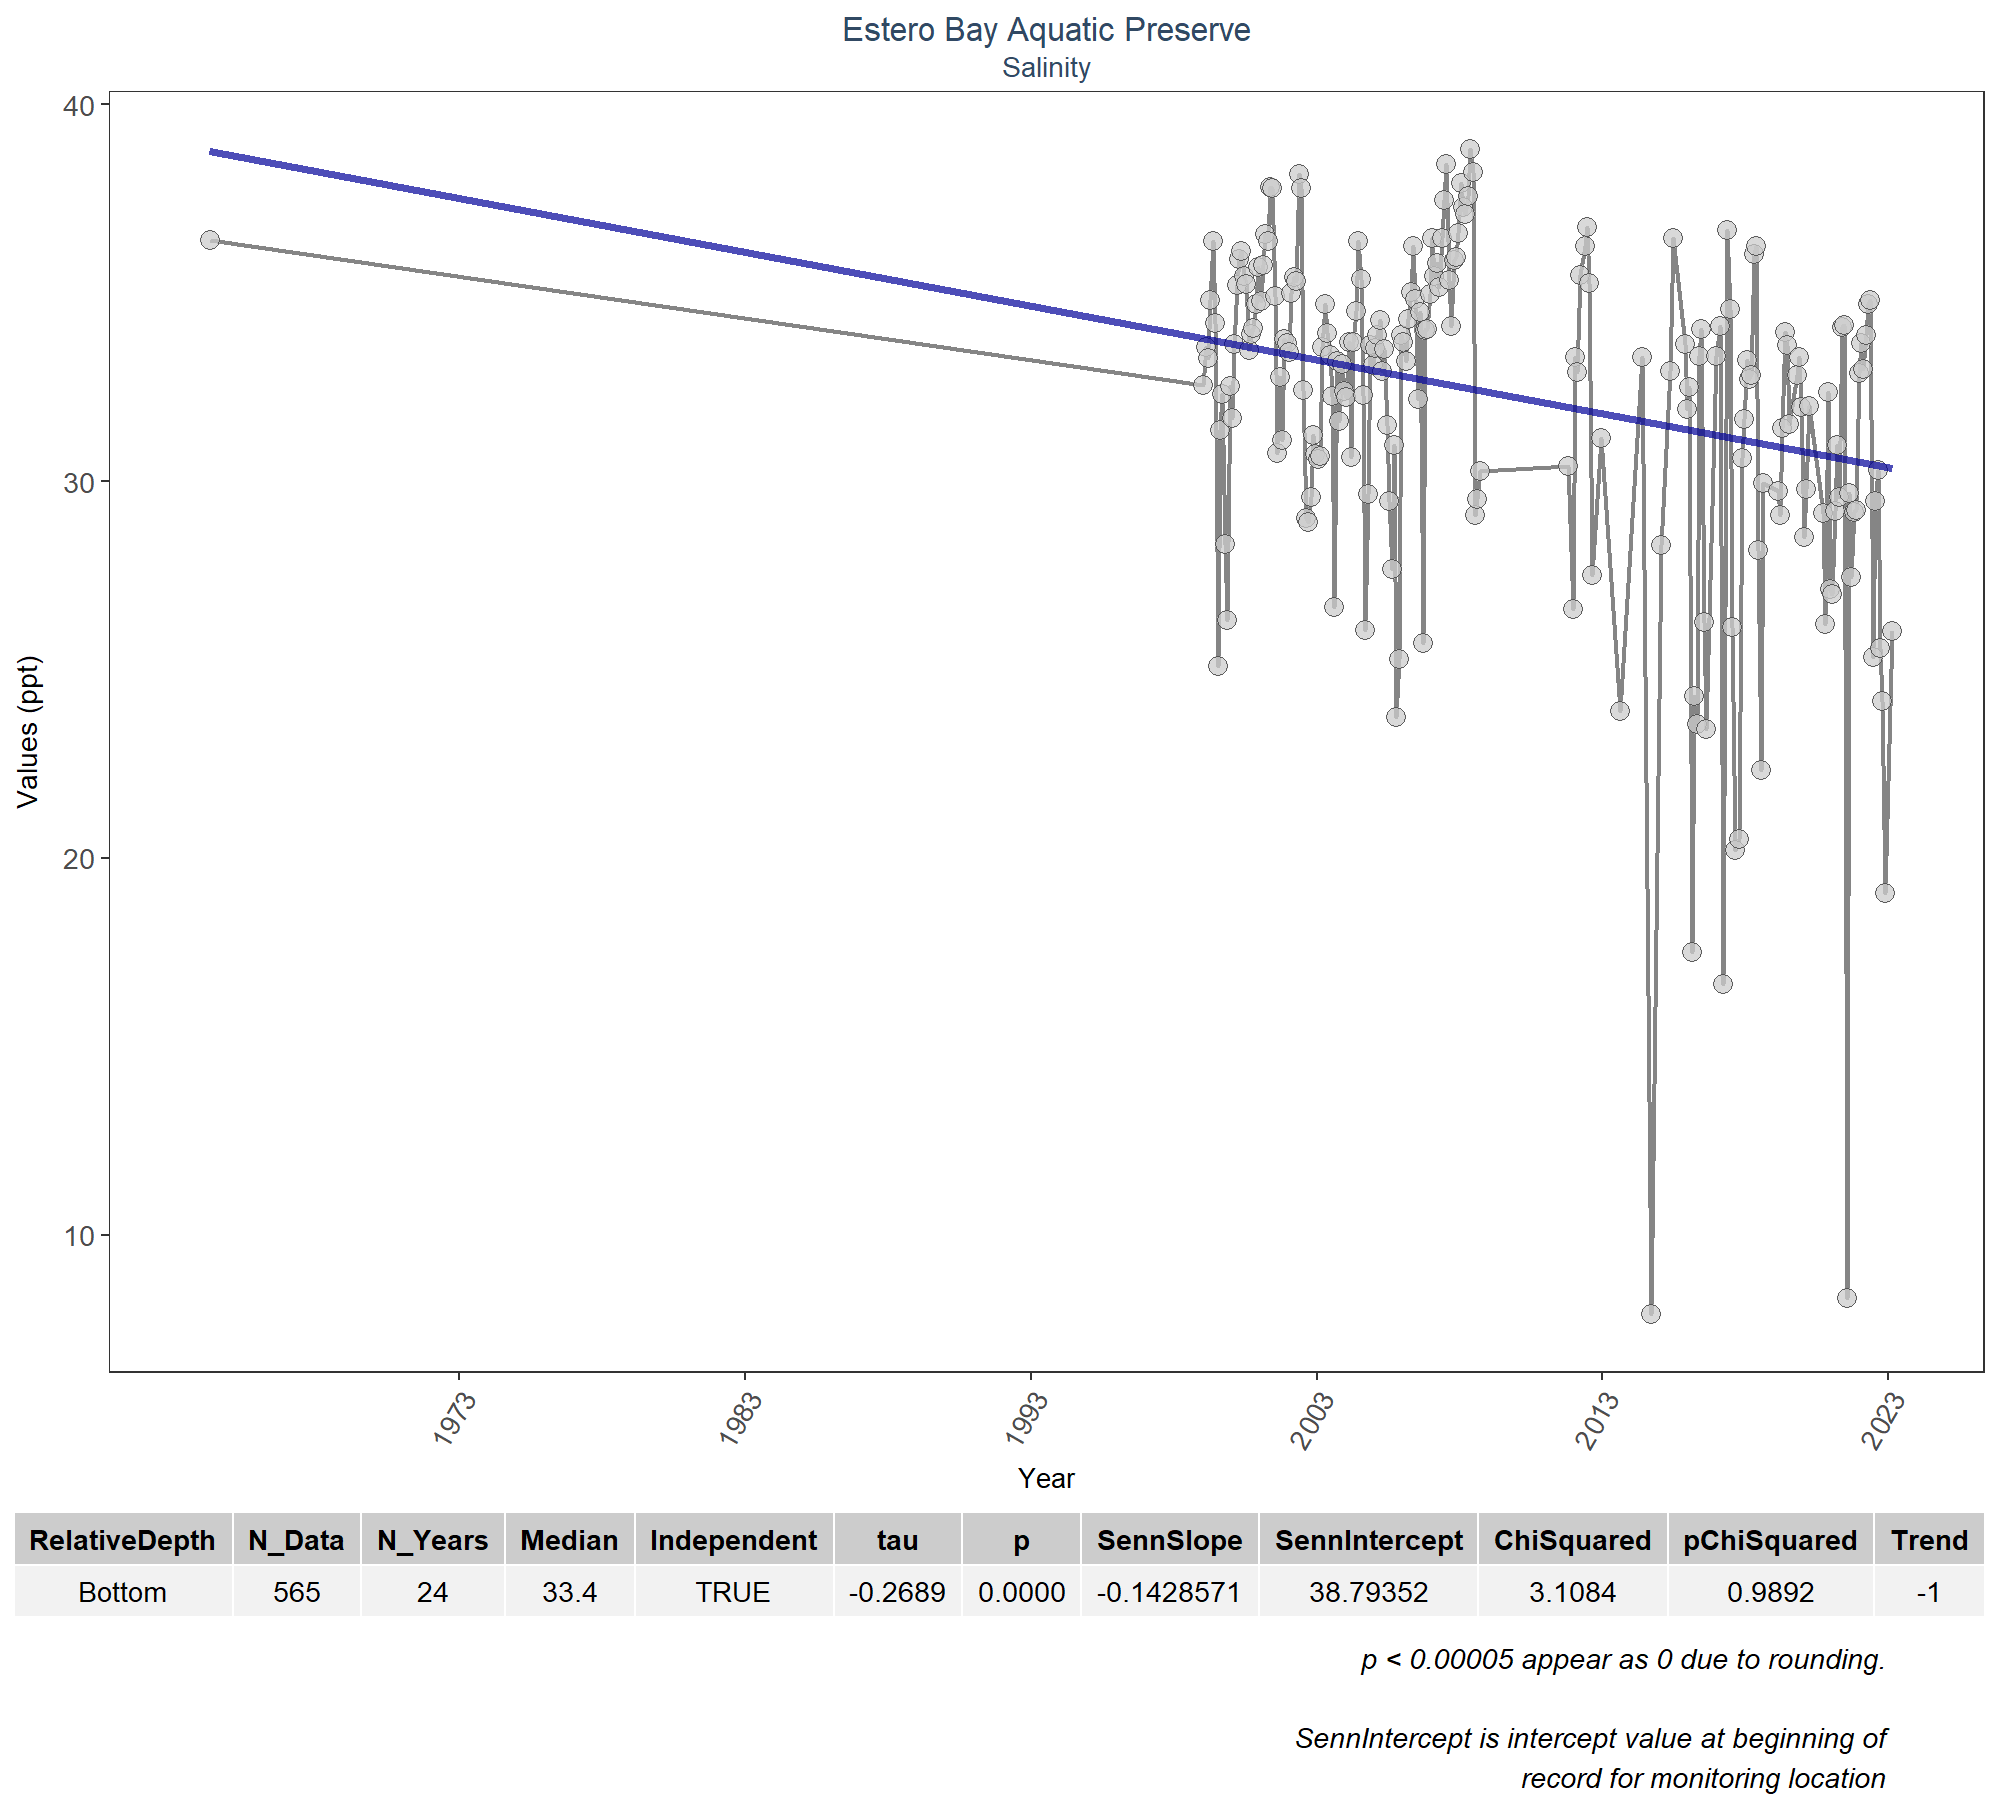 Estero Bay Aquatic Preserve
Salinity
40
30
20
10
Values (ppt)
1973
1983
1993
2003
2013
2023
Year
RelativeDepth N_Data N_Years Median Independent tau p SennSlope SennIntercept ChiSquared pChiSquared Trend
Bottom 565 24 33.4 TRUE -0.2689 0.0000 -0.1428571 38.79352 3.1084 0.9892 -1
p < 0.00005 appear as 0 due to rounding.
SennIntercept is intercept value at beginning of
record for monitoring location